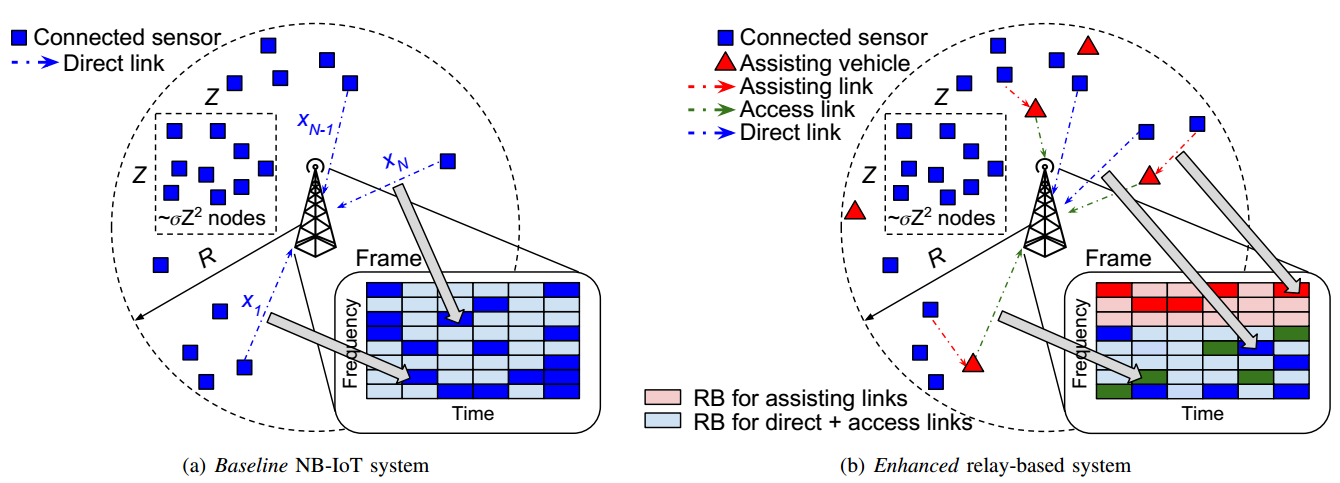 Connected sensor
Direct link
Z
x_{N-1}
Z
x_N
~σZ² nodes
R
Frame
x_1
Frequency
Time
(a) Baseline NB-IoT system
Connected sensor
Assisting vehicle
Assisting link
Access link
Direct link
Z
Z
~σZ² nodes
R
Frame
Frequency
RB for assisting links
RB for direct + access links
Time
(b) Enhanced relay-based system